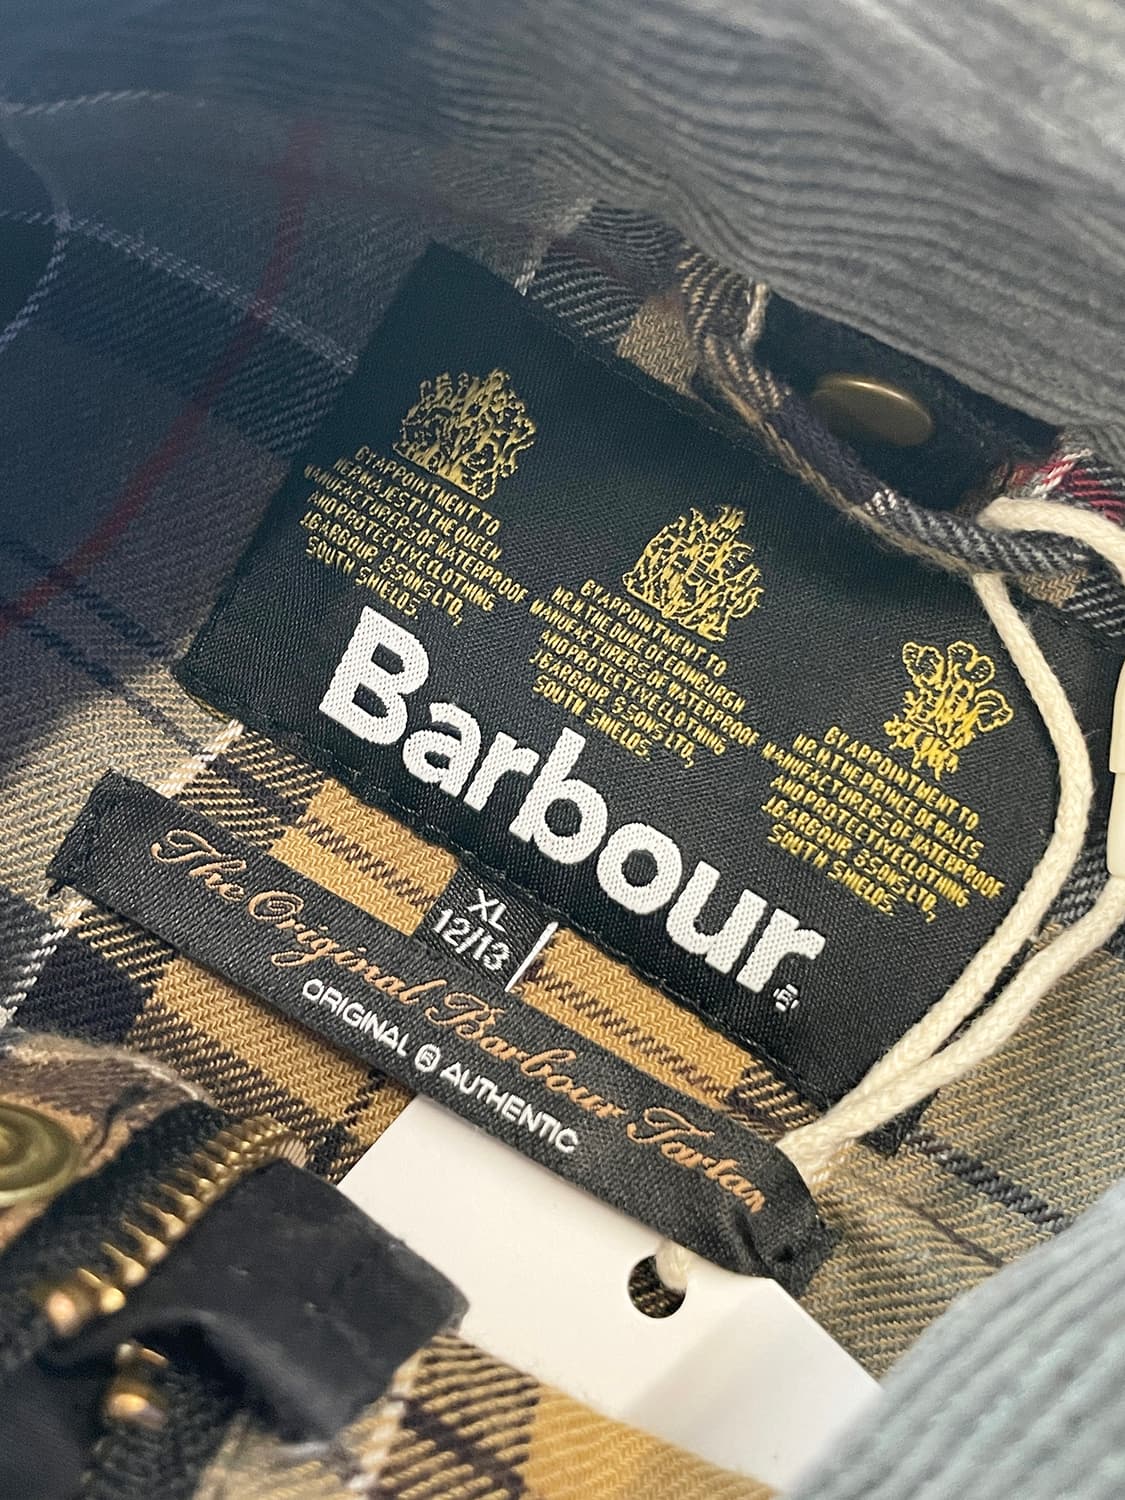 BY APPOINTMENT TO
HER MAJESTY THE QUEEN
MANUFACTURERS OF WATERPROOF
AND PROTECTIVE CLOTHING
J.BARBOUR & SONS LTD,
SOUTH SHIELDS.
BY APPOINTMENT TO
H.R.H. THE DUKE OF EDINBURGH
MANUFACTURERS OF WATERPROOF
AND PROTECTIVE CLOTHING
J.BARBOUR & SONS LTD,
SOUTH SHIELDS.
BY APPOINTMENT TO
H.R.H. THE PRINCE OF WALES
MANUFACTURERS OF WATERPROOF
AND PROTECTIVE CLOTHING
J.BARBOUR & SONS LTD,
SOUTH SHIELDS.
Barbour®
XL
12/13
The Original Barbour Tartan
ORIGINAL ® AUTHENTIC